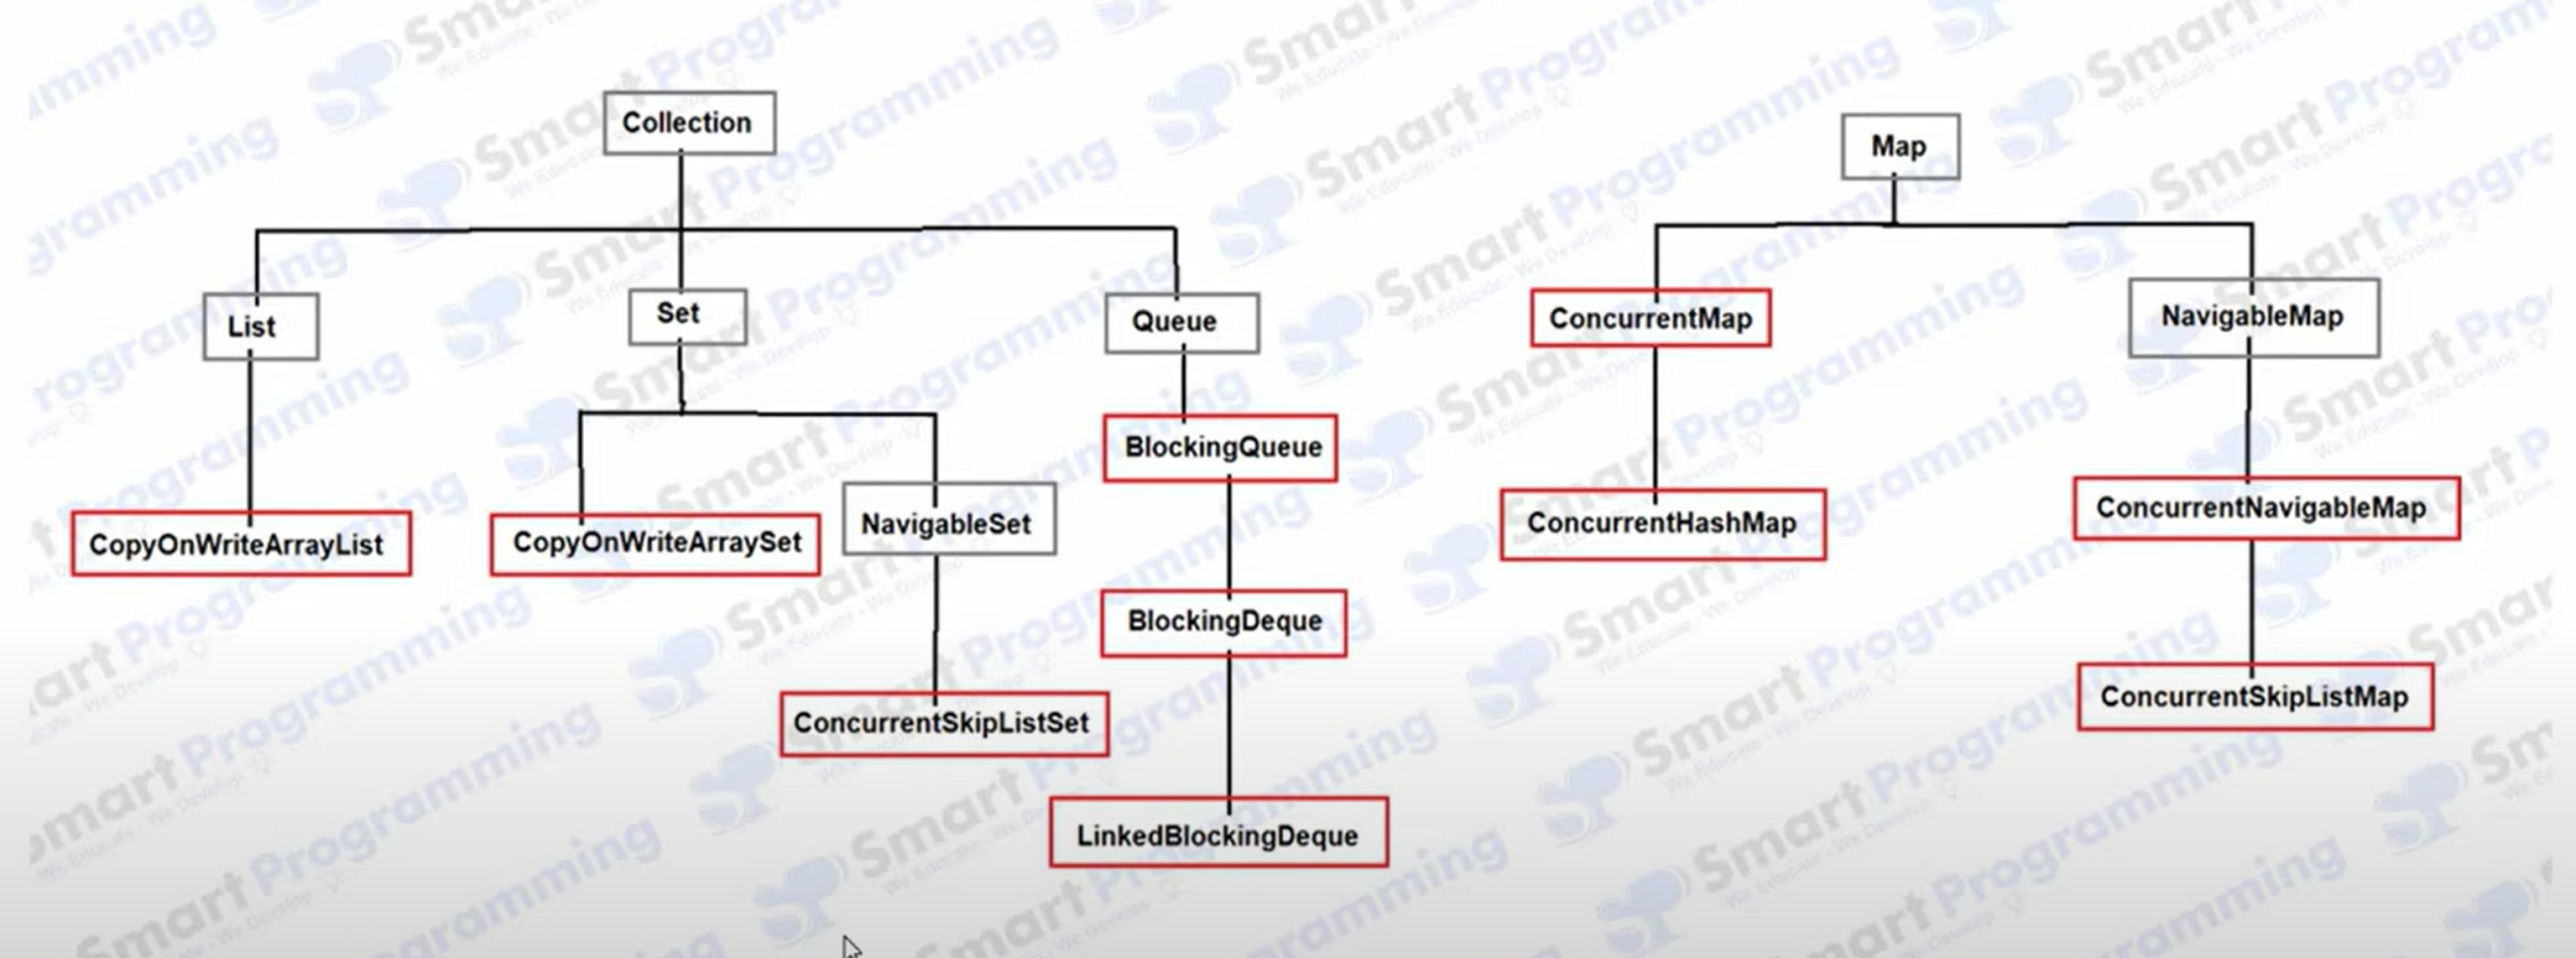 Collection
Map
List
Set
Queue
ConcurrentMap
NavigableMap
BlockingQueue
CopyOnWriteArrayList
CopyOnWriteArraySet
NavigableSet
ConcurrentHashMap
ConcurrentNavigableMap
BlockingDeque
ConcurrentSkipListSet
ConcurrentSkipListMap
LinkedBlockingDeque
Smart Programming
We Educate - We Develop